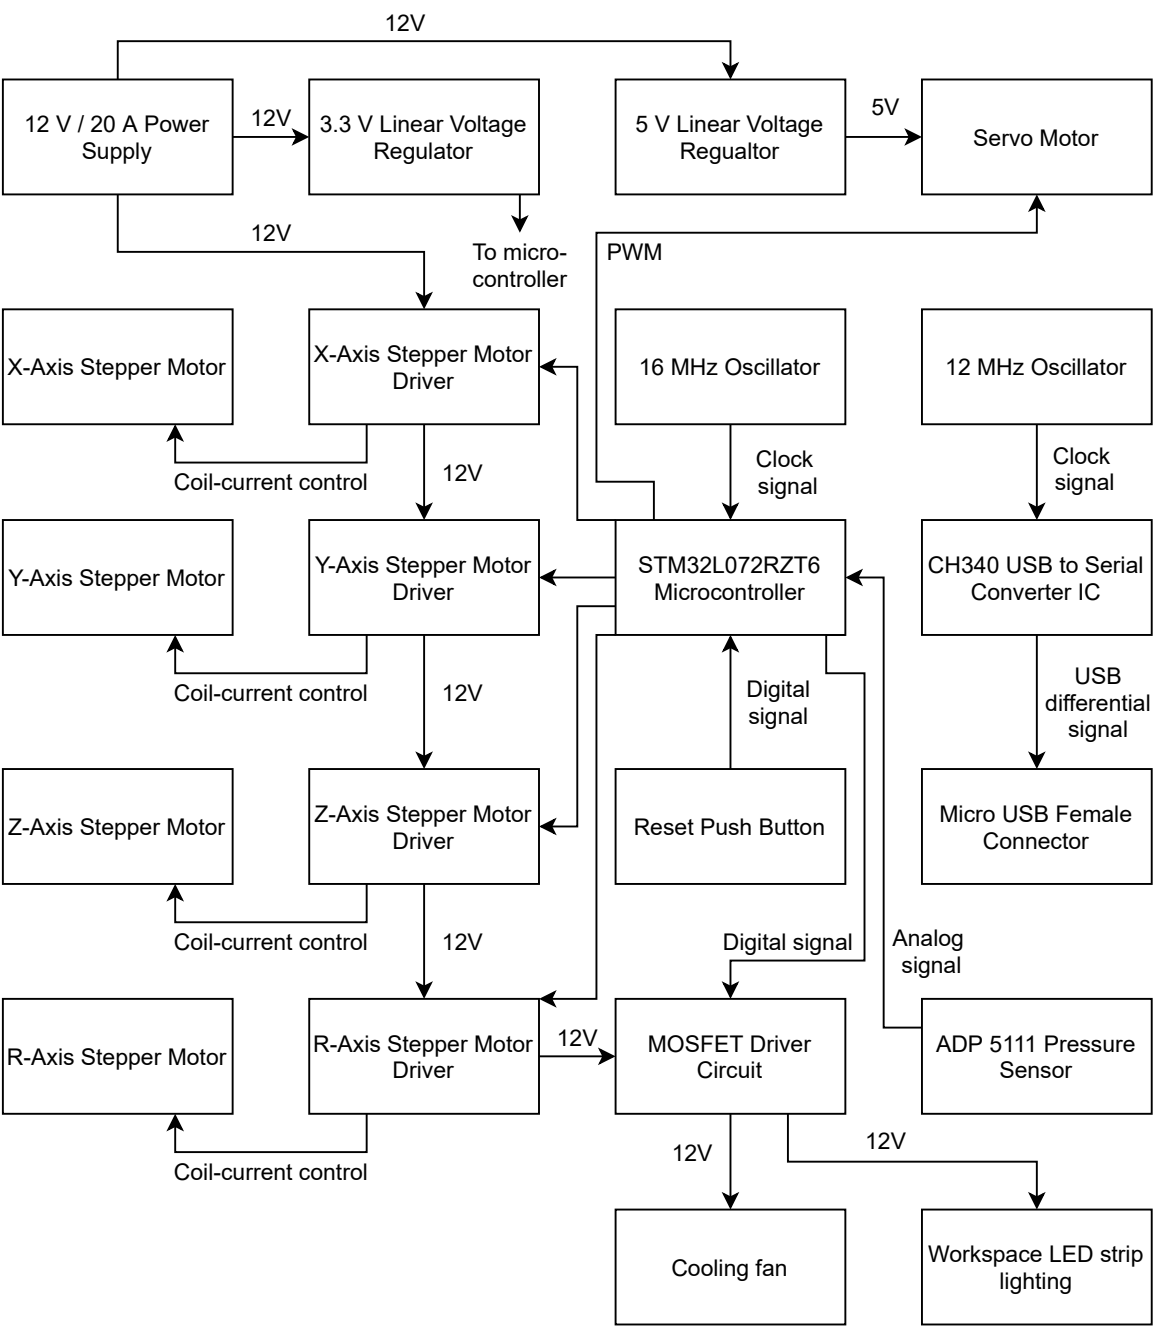 12V
12 V / 20 A Power
Supply
12V
3.3 V Linear Voltage
Regulator
5 V Linear Voltage
Regualtor
5V
Servo Motor
12V
To micro-
controller
PWM
X-Axis Stepper Motor
X-Axis Stepper Motor
Driver
16 MHz Oscillator
12 MHz Oscillator
Coil-current control
12V
Clock
signal
Clock
signal
Y-Axis Stepper Motor
Y-Axis Stepper Motor
Driver
STM32L072RZT6
Microcontroller
CH340 USB to Serial
Converter IC
Coil-current control
12V
Digital
signal
USB
differential
signal
Z-Axis Stepper Motor
Z-Axis Stepper Motor
Driver
Reset Push Button
Micro USB Female
Connector
Coil-current control
12V
Digital signal
Analog
signal
R-Axis Stepper Motor
R-Axis Stepper Motor
Driver
12V
MOSFET Driver
Circuit
ADP 5111 Pressure
Sensor
Coil-current control
12V
12V
Cooling fan
Workspace LED strip
lighting